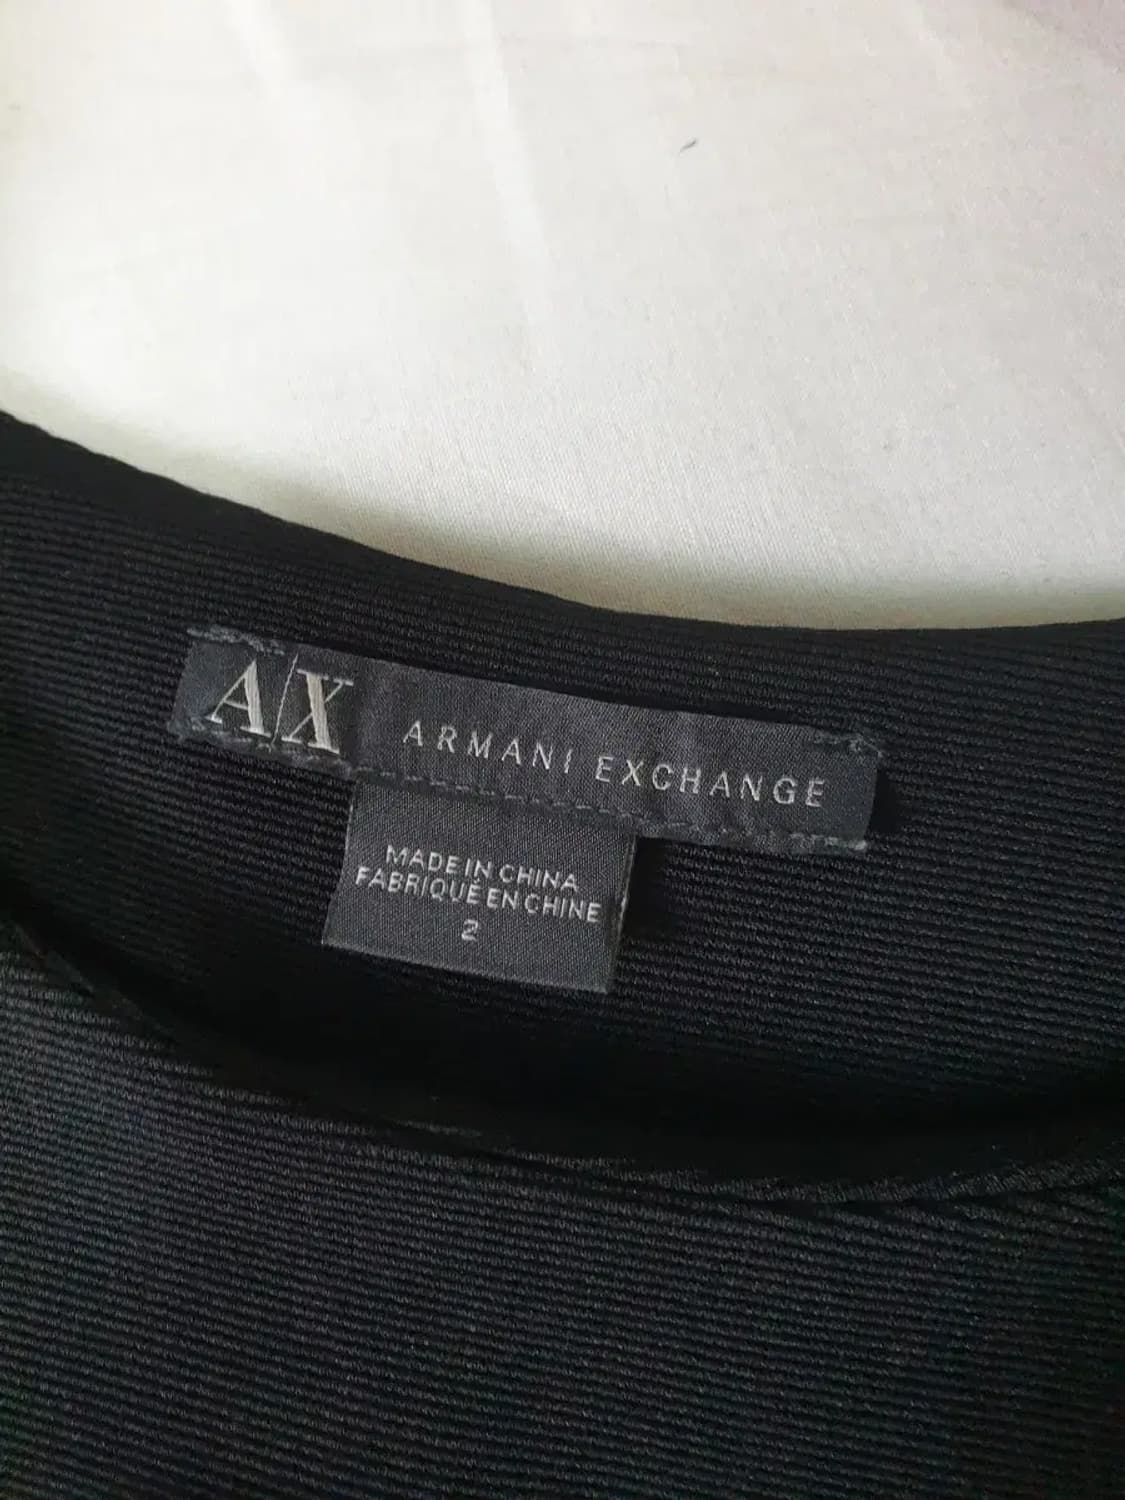 A/X ARMANI EXCHANGE
MADE IN CHINA
FABRIQUÉ EN CHINE
2